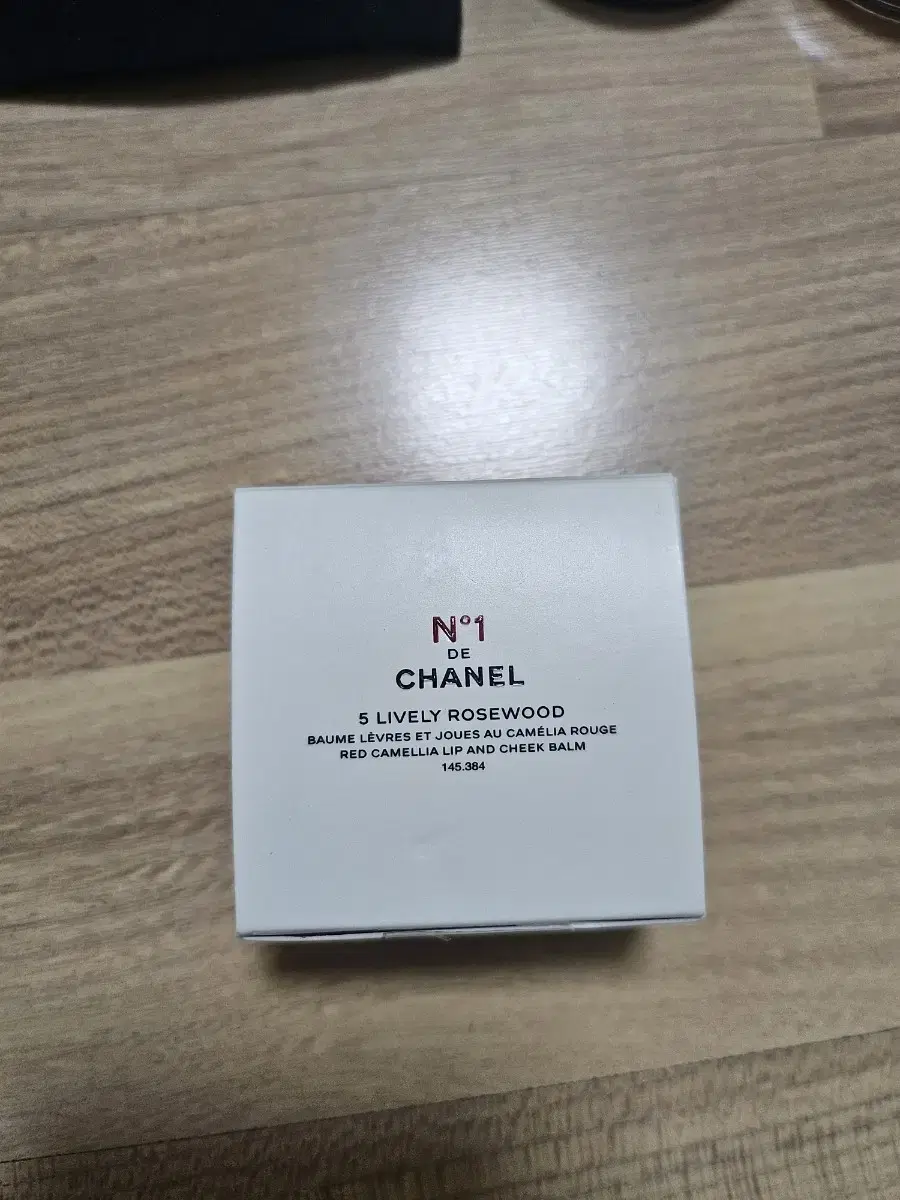 N°1
DE
CHANEL
5 LIVELY ROSEWOOD
BAUME LÈVRES ET JOUES AU CAMÉLIA ROUGE
RED CAMELLIA LIP AND CHEEK BALM
145.384